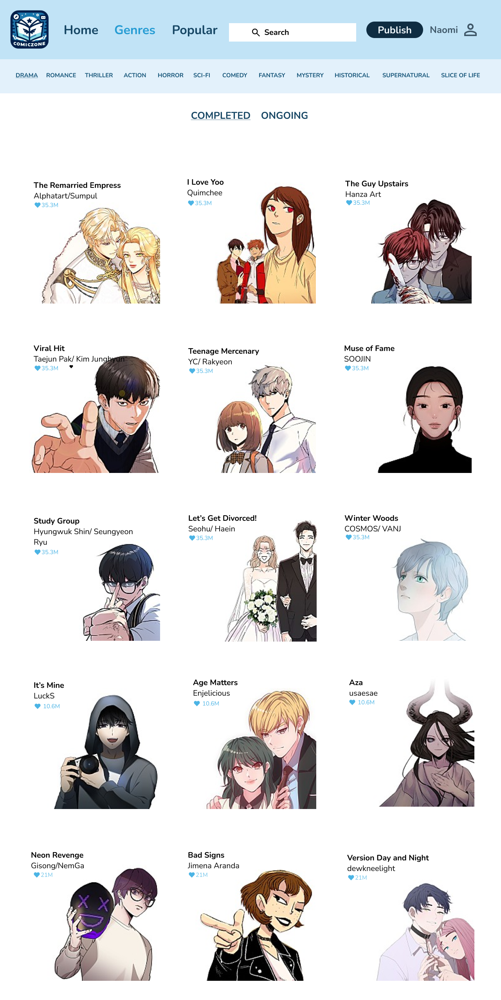 COMICZONE
Home Genres Popular Search Publish Naomi
DRAMA ROMANCE THRILLER ACTION HORROR SCI-FI COMEDY FANTASY MYSTERY HISTORICAL SUPERNATURAL SLICE OF LIFE
COMPLETED ONGOING
The Remarried Empress
Alphatart/Sumpul
35.3M
I Love Yoo
Quimchee
35.3M
The Guy Upstairs
Hanza Art
35.3M
Viral Hit
Taejun Pak/ Kim Junghyun
35.3M
Teenage Mercenary
YC/ Rakyeon
35.3M
Muse of Fame
SOOJIN
35.3M
Study Group
Hyungwuk Shin/ Seungyeon
Ryu
35.3M
Let’s Get Divorced!
Seohu/ Haein
35.3M
Winter Woods
COSMOS/ VANJ
35.3M
It’s Mine
LuckS
10.6M
Age Matters
Enjelicious
10.6M
Aza
usaesae
10.6M
Neon Revenge
Gisong/NemGa
21M
Bad Signs
Jimena Aranda
21M
Version Day and Night
dewkneelight
21M